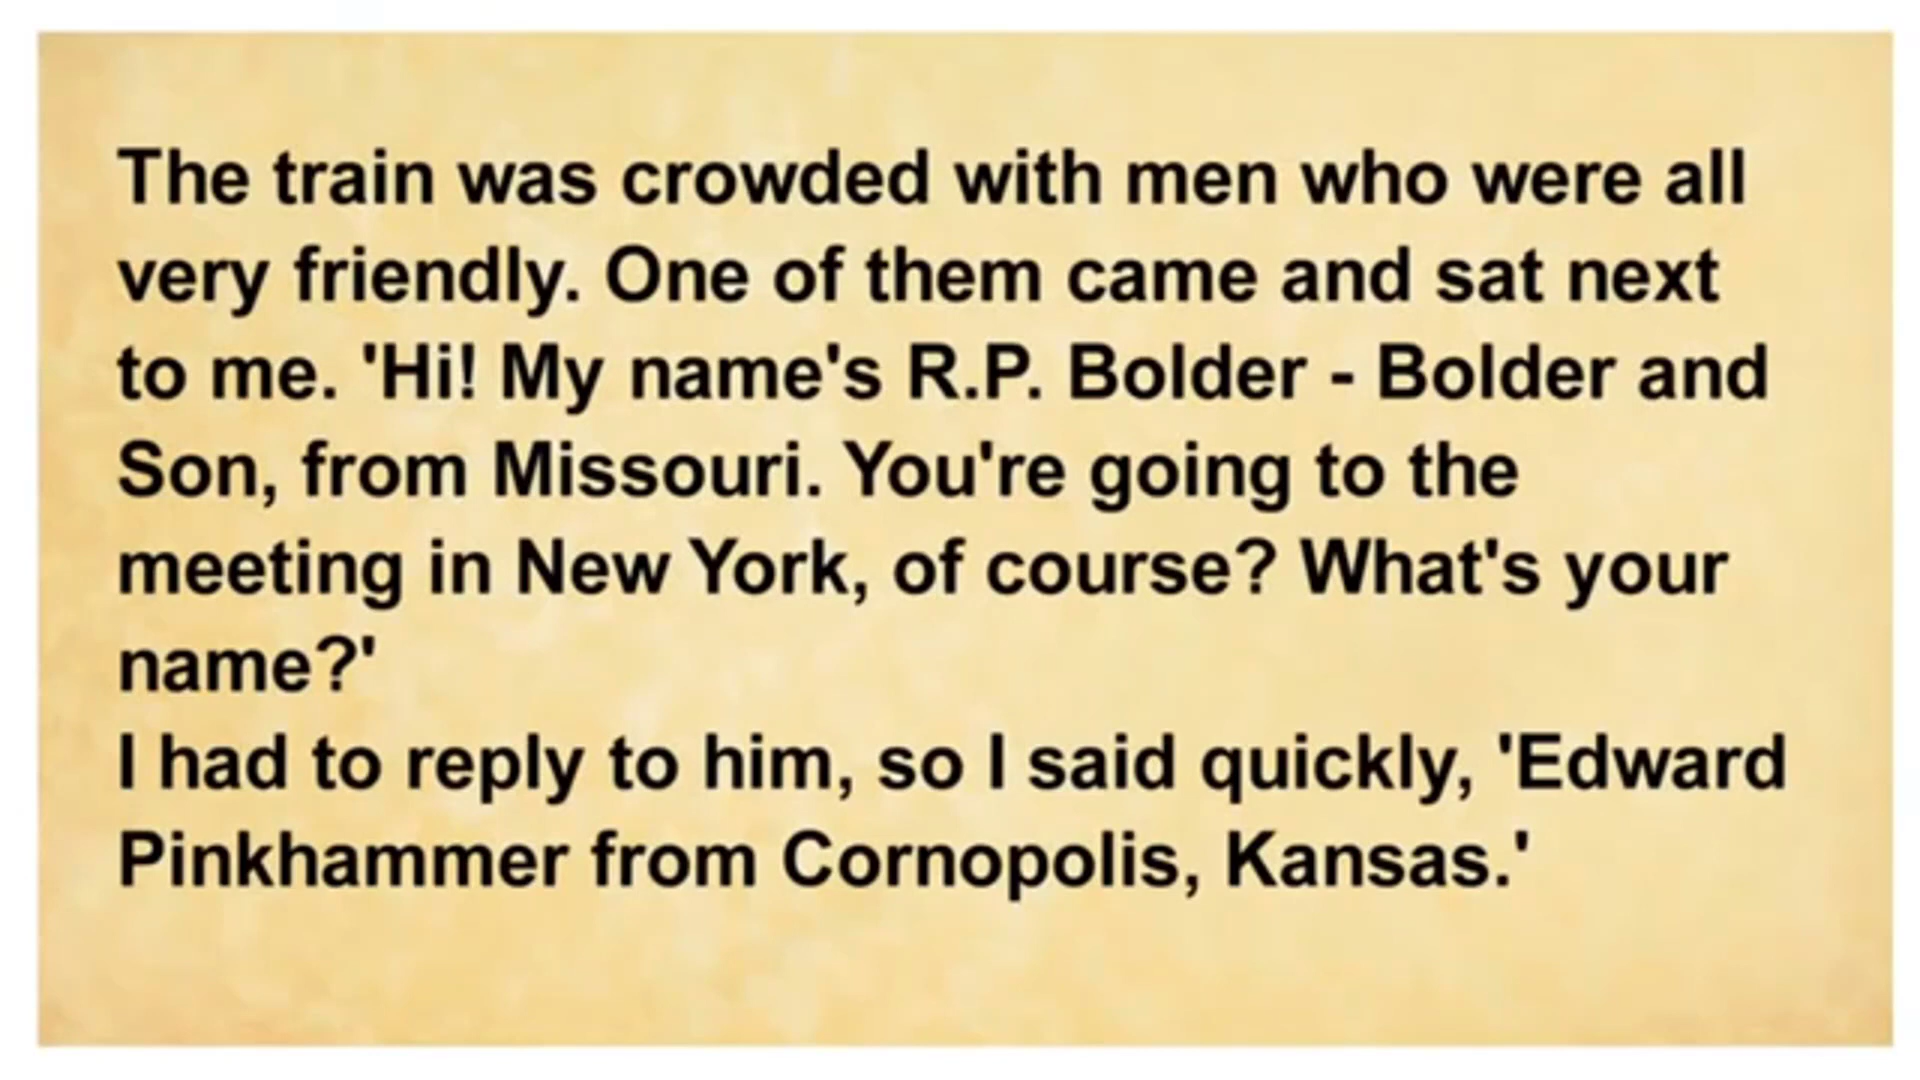 The train was crowded with men who were all
very friendly. One of them came and sat next
to me. 'Hi! My name's R.P. Bolder - Bolder and
Son, from Missouri. You're going to the
meeting in New York, of course? What's your
name?'
I had to reply to him, so I said quickly, 'Edward
Pinkhammer from Cornopolis, Kansas.'